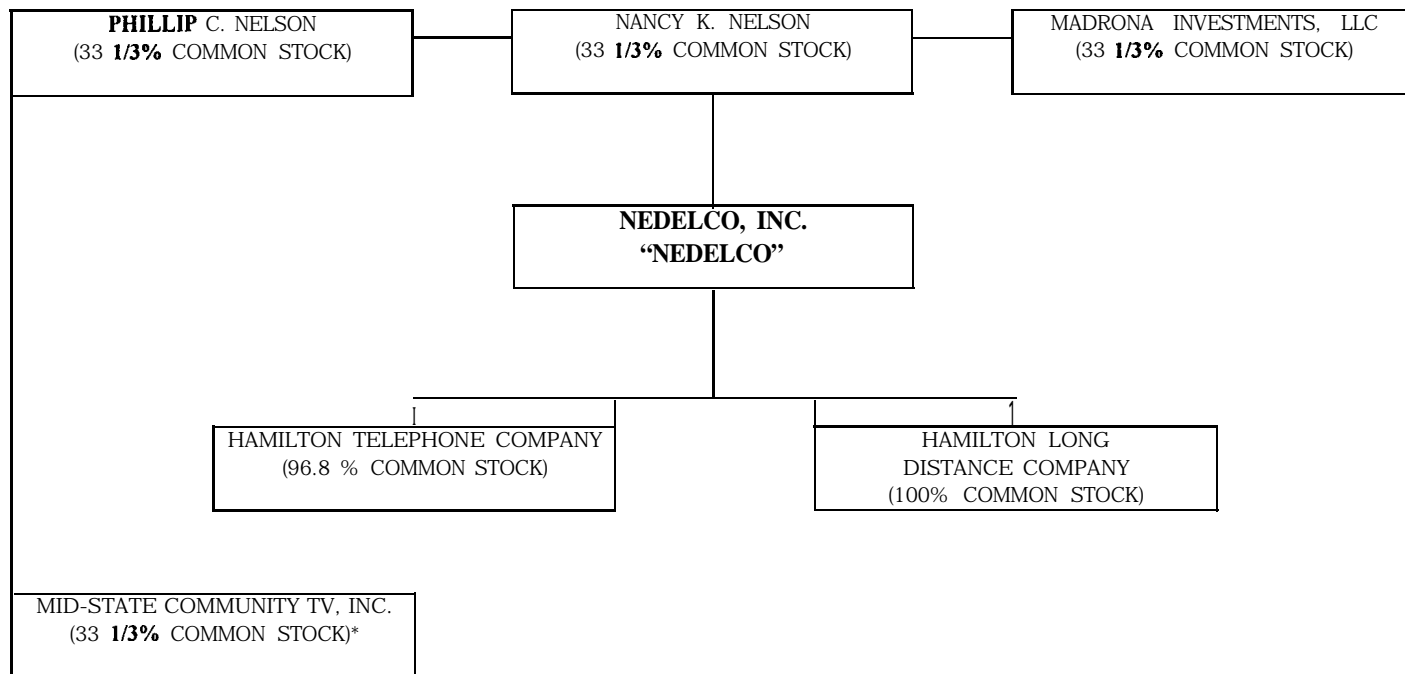 PHILLIP C. NELSON
(33 1/3% COMMON STOCK)
NANCY K. NELSON
(33 1/3% COMMON STOCK)
MADRONA INVESTMENTS, LLC
(33 1/3% COMMON STOCK)
NEDELCO, INC.
“NEDELCO”
HAMILTON TELEPHONE COMPANY
(96.8 % COMMON STOCK)
HAMILTON LONG
DISTANCE COMPANY
(100% COMMON STOCK)
MID-STATE COMMUNITY TV, INC.
(33 1/3% COMMON STOCK)*